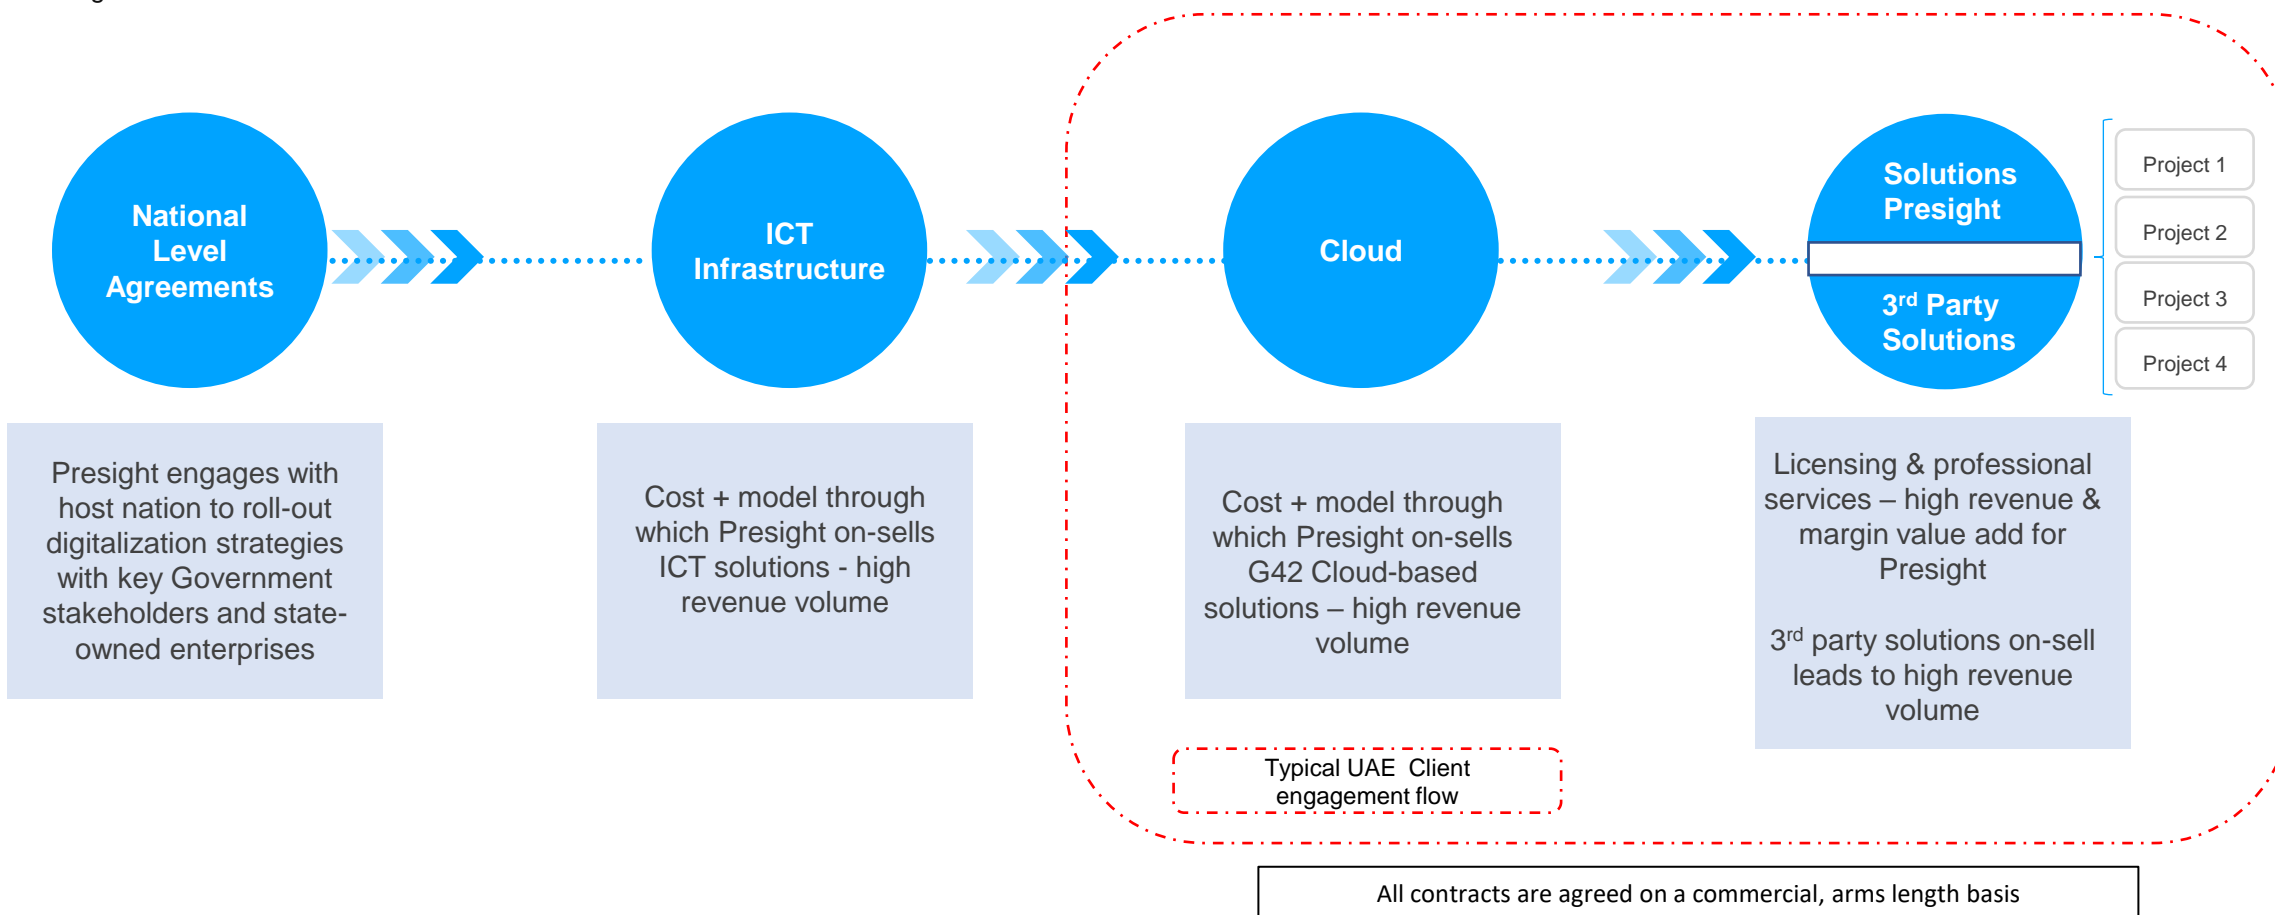 National
Level
Agreements
ICT
Infrastructure
Cloud
Solutions
Presight
3rd Party
Solutions
Project 1
Project 2
Project 3
Project 4
Presight engages with
host nation to roll-out
digitalization strategies
with key Government
stakeholders and state-
owned enterprises
Cost + model through
which Presight on-sells
ICT solutions - high
revenue volume
Cost + model through
which Presight on-sells
G42 Cloud-based
solutions – high revenue
volume
Licensing & professional
services – high revenue &
margin value add for
Presight
3rd party solutions on-sell
leads to high revenue
volume
Typical UAE Client
engagement flow
All contracts are agreed on a commercial, arms length basis